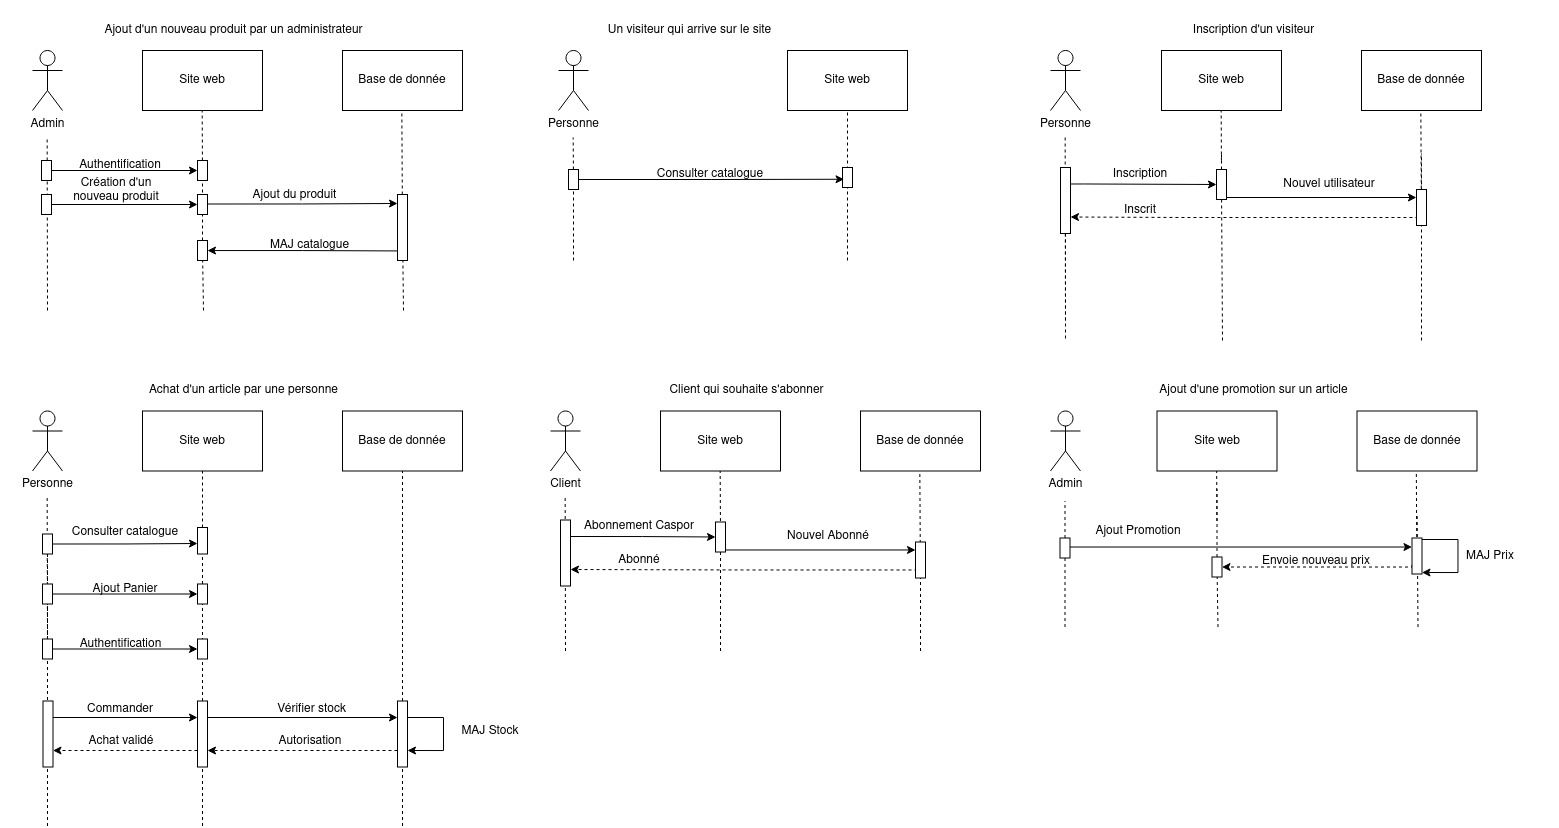 Ajout d'un nouveau produit par un administrateur
Site web
Base de donnée
Admin
Authentification
Création d'un
nouveau produit
Ajout du produit
MAJ catalogue
Un visiteur qui arrive sur le site
Site web
Personne
Consulter catalogue
Inscription d'un visiteur
Site web
Base de donnée
Personne
Inscription
Nouvel utilisateur
Inscrit
Achat d'un article par une personne
Site web
Base de donnée
Personne
Consulter catalogue
Ajout Panier
Authentification
Commander
Vérifier stock
MAJ Stock
Achat validé
Autorisation
Client qui souhaite s'abonner
Site web
Base de donnée
Client
Abonnement Caspor
Nouvel Abonné
Abonné
Ajout d'une promotion sur un article
Site web
Base de donnée
Admin
Ajout Promotion
MAJ Prix
Envoie nouveau prix